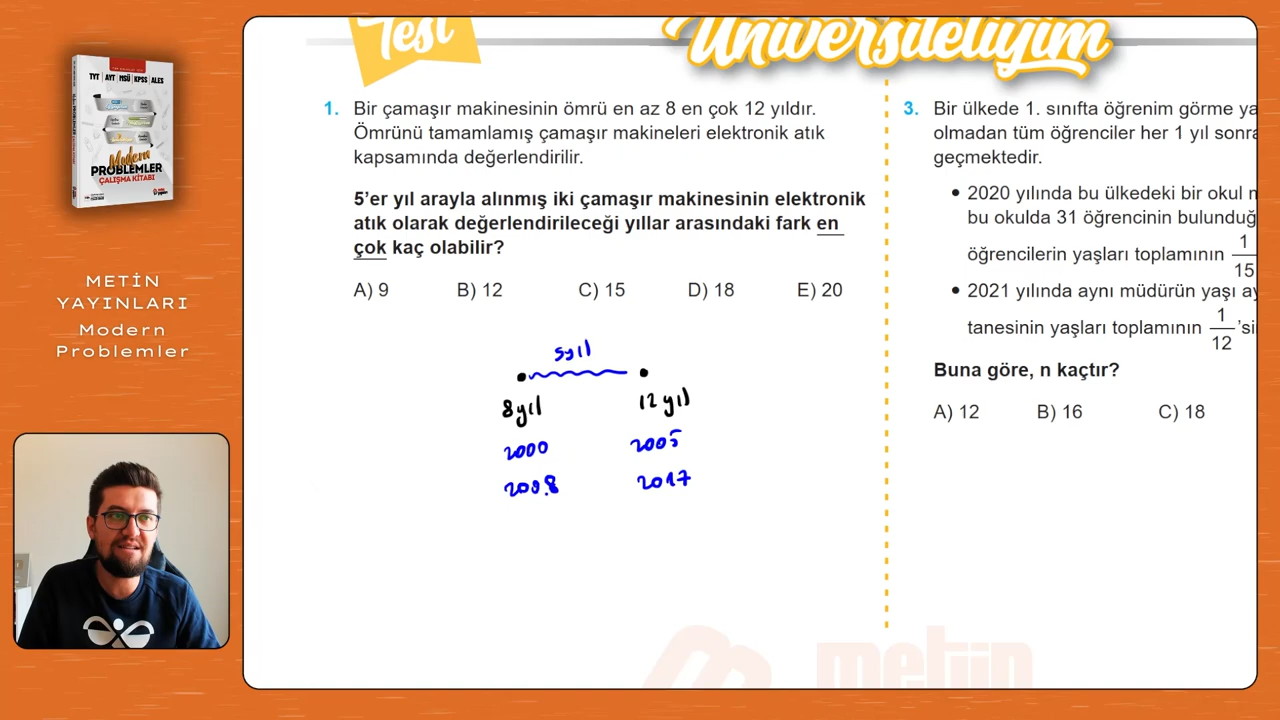 TYT | AYT | MSÜ | KPSS | ALES
Modern
PROBLEMLER
ÇALIŞMA KİTABI
METİN
YAYINLARI
Modern
Problemler
Test
Üniversiteliyim
1. Bir çamaşır makinesinin ömrü en az 8 en çok 12 yıldır.
Ömrünü tamamlamış çamaşır makineleri elektronik atık
kapsamında değerlendirilir.
5'er yıl arayla alınmış iki çamaşır makinesinin elektronik
atık olarak değerlendirileceği yıllar arasındaki fark en
çok kaç olabilir?
A) 9 B) 12 C) 15 D) 18 E) 20
5yıl
8yıl 12 yıl
2000 2005
2008 2017
3. Bir ülkede 1. sınıfta öğrenim görme ya
olmadan tüm öğrenciler her 1 yıl sonra
geçmektedir.
• 2020 yılında bu ülkedeki bir okul m
bu okulda 31 öğrencinin bulunduğ
öğrencilerin yaşları toplamının 1/15
• 2021 yılında aynı müdürün yaşı ay
tanesinin yaşları toplamının 1/12 'si
Buna göre, n kaçtır?
A) 12 B) 16 C) 18
metin